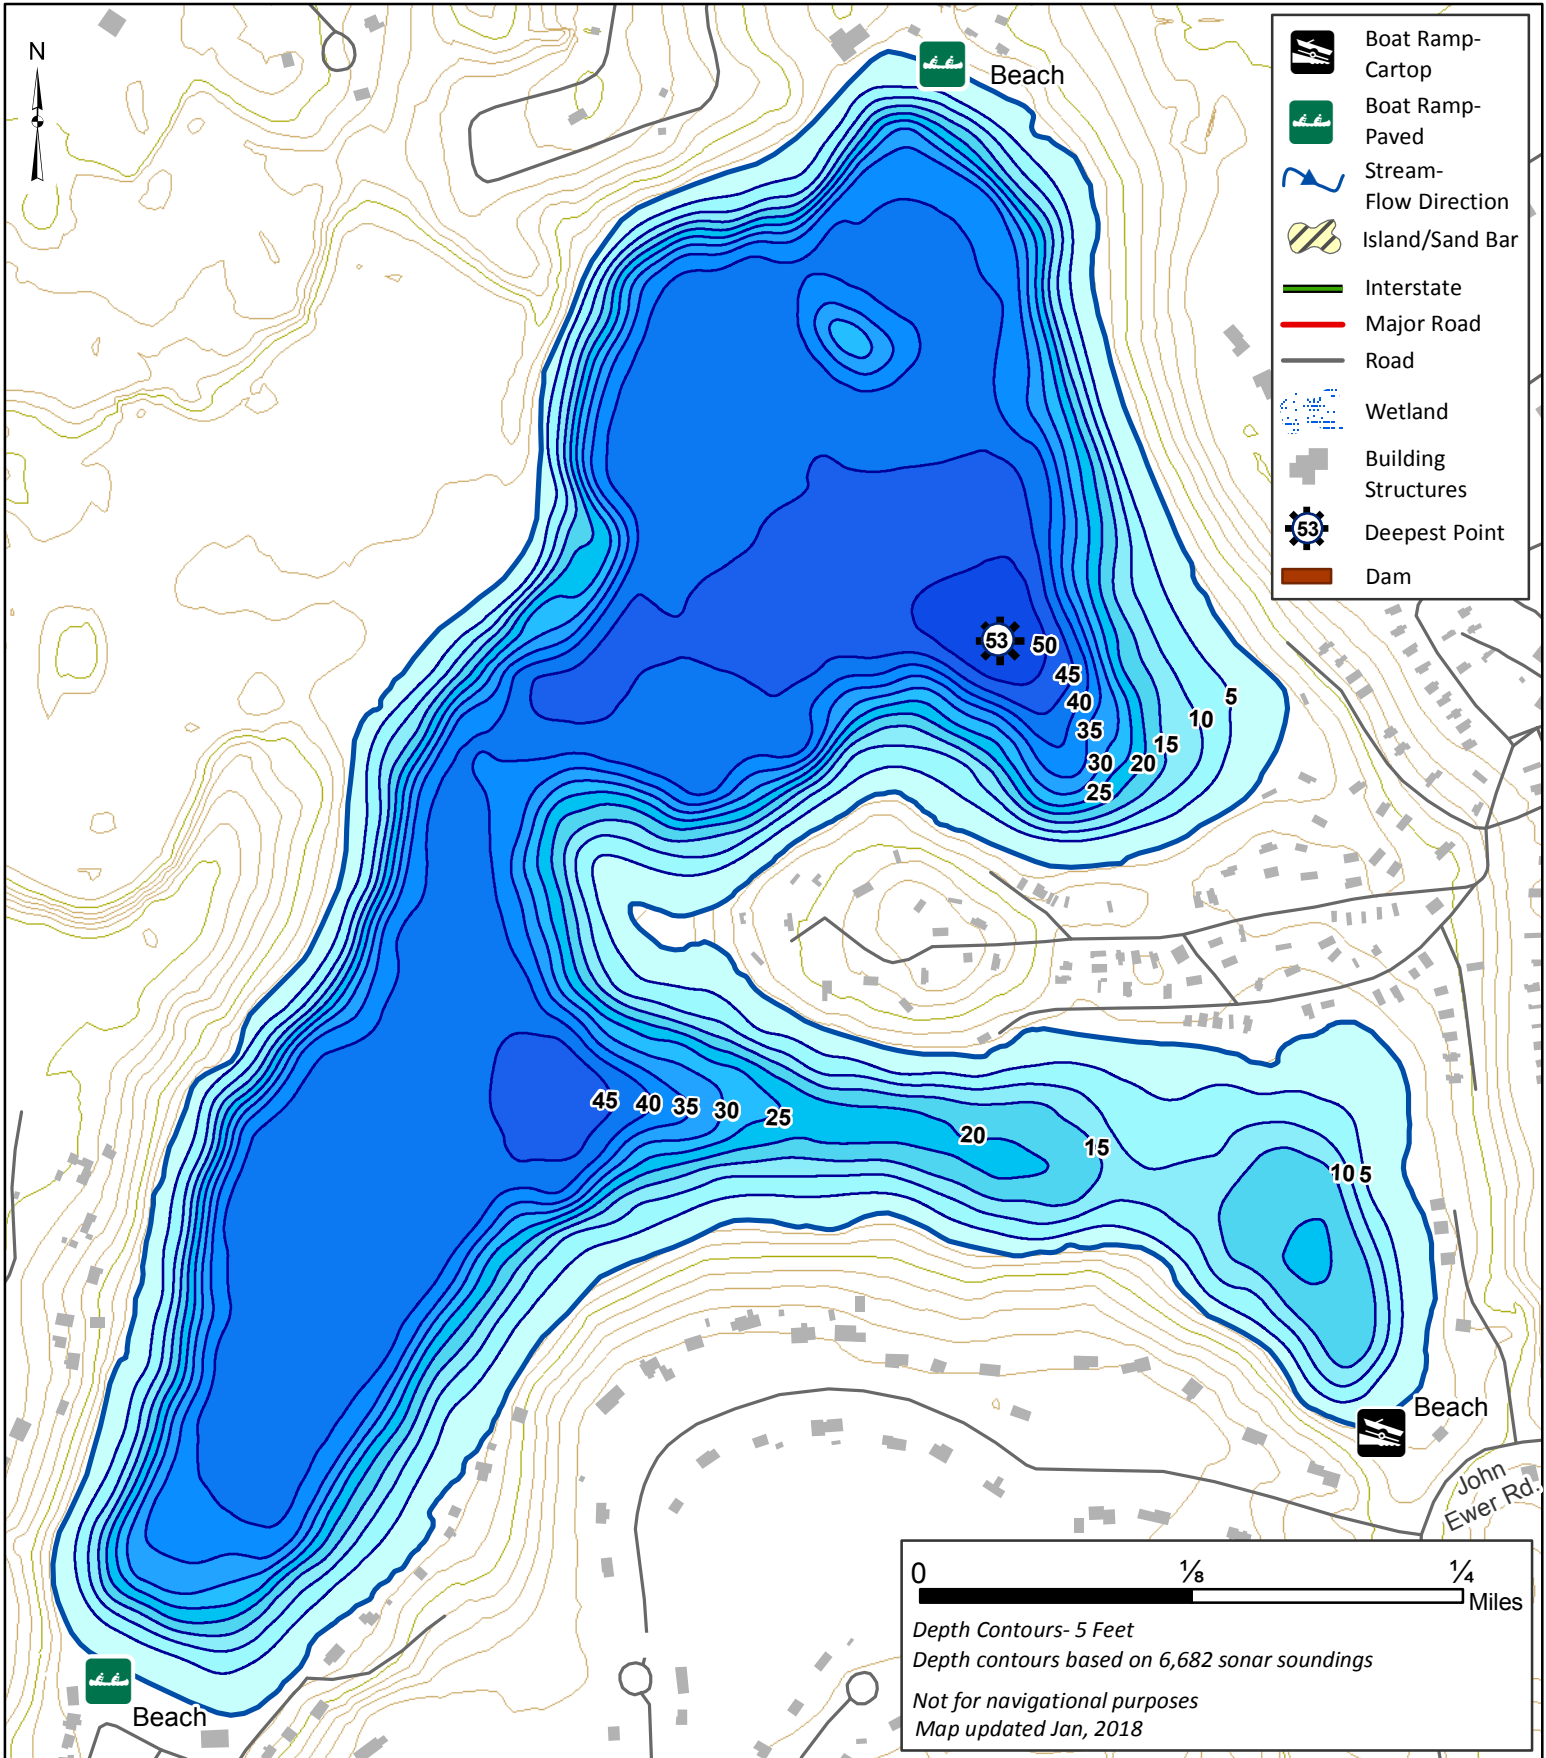 N
Beach
Boat Ramp-
Cartop
Boat Ramp-
Paved
Stream-
Flow Direction
Island/Sand Bar
Interstate
Major Road
Road
Wetland
Building
Structures
53
Deepest Point
Dam
53
50
45
40
35
30
25
20
15
10
5
45
40
35
30
25
20
15
10
5
Beach
John
Ewer Rd.
Beach
0
⅛
¼
Miles
Depth Contours- 5 Feet
Depth contours based on 6,682 sonar soundings
Not for navigational purposes
Map updated Jan, 2018